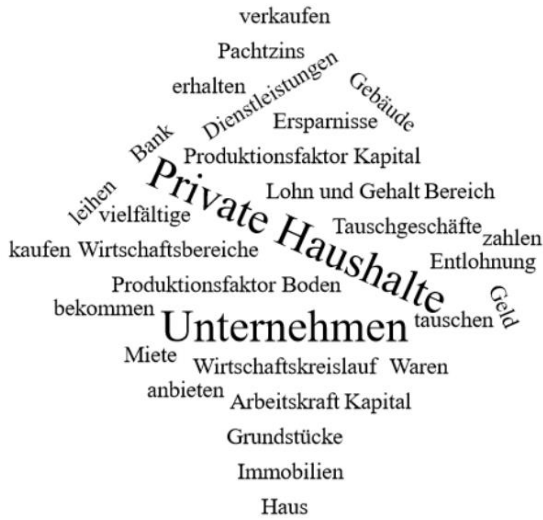 verkaufen
Pachtzins
erhalten
Dienstleistungen
Gebäude
Ersparnisse
Bank
Produktionsfaktor Kapital
Private Haushalte
Lohn und Gehalt Bereich
leihen
vielfältige
Tauschgeschäfte
zahlen
kaufen Wirtschaftsbereiche
Entlohnung
Produktionsfaktor Boden
Geld
bekommen
Unternehmen
tauschen
Miete
Wirtschaftskreislauf Waren
anbieten
Arbeitskraft Kapital
Grundstücke
Immobilien
Haus